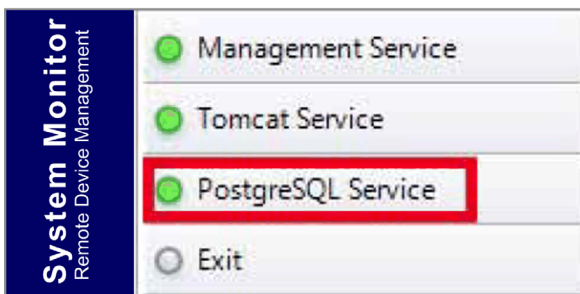 System Monitor
Remote Device Management
Management Service
Tomcat Service
PostgreSQL Service
Exit